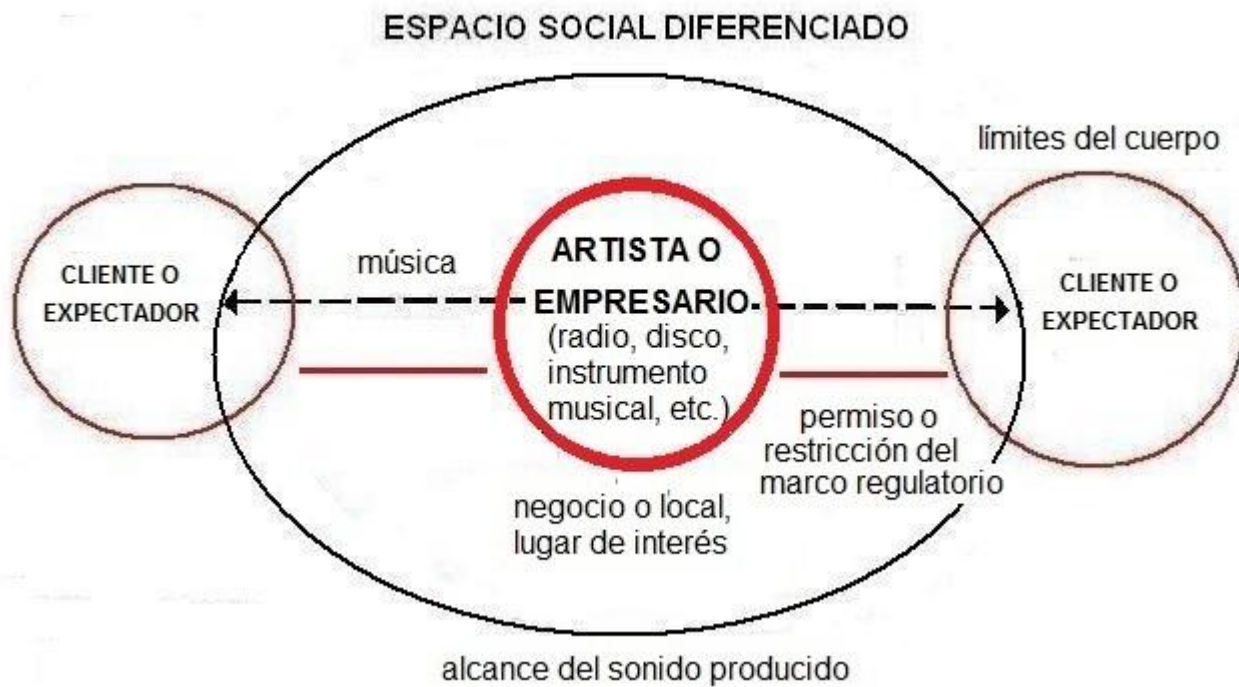 ESPACIO SOCIAL DIFERENCIADO
límites del cuerpo
CLIENTE O
EXPECTADOR
música
ARTISTA O
EMPRESARIO
(radio, disco,
instrumento
musical, etc.)
CLIENTE O
EXPECTADOR
permiso o
restricción del
marco regulatorio
negocio o local,
lugar de interés
alcance del sonido producido